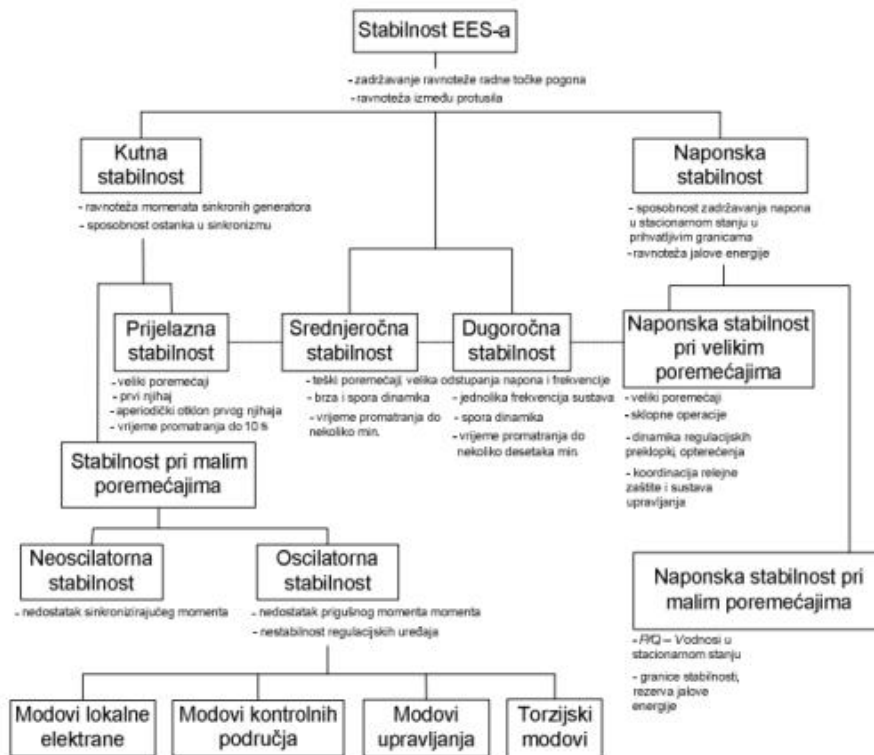 Stabilnost EES-a
- zadržavanje ravnoteže radne točke pogona
- ravnoteža između protusila
Kutna
stabilnost
- ravnoteža momenata sinkronih generatora
- sposobnost ostanka u sinkronizmu
Naponska
stabilnost
- sposobnost zadržavanja napona
u stacionarnom stanju u
prihvatljivim granicama
- ravnoteža jalove energije
Prijelazna
stabilnost
- veliki poremećaji
- prvi njihaj
- aperiodički otklon prvog njihaja
- vrijeme promatranja do 10 s
Srednjeročna
stabilnost
Dugoročna
stabilnost
- teški poremećaji, velika odstupanja napona i frekvencije
- brza i spora dinamika
- vrijeme promatranja do
nekoliko min.
- jednolika frekvencija sustava
- spora dinamika
- vrijeme promatranja do
nekoliko desetaka min.
Naponska stabilnost
pri velikim
poremećajima
- veliki poremećaji
- sklopne operacije
- dinamika regulacijskih
preklopki, opterećenja
- koordinacija relejne
zaštite i sustava
upravljanja
Stabilnost pri malim
poremećajima
Neoscilatorna
stabilnost
- nedostatak sinkronizirajućeg momenta
Oscilatorna
stabilnost
- nedostatak prigušnog momenta momenta
- nestabilnost regulacijskih uređaja
Naponska stabilnost pri
malim poremećajima
- P/Q – V odnosi u
stacionarnom stanju
- granice stabilnosti,
rezerva jalove
energije
Modovi lokalne
elektrane
Modovi kontrolnih
područja
Modovi
upravljanja
Torzijski
modovi